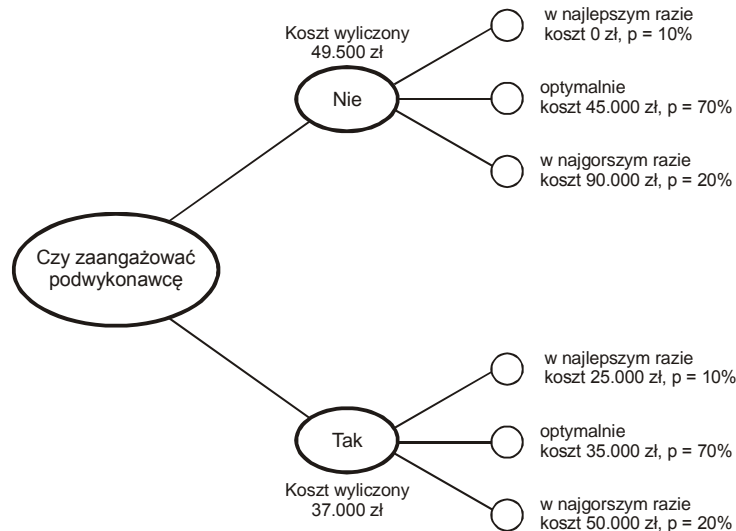 Koszt wyliczony
49.500 zł
Nie
w najlepszym razie
koszt 0 zł, p = 10%
optymalnie
koszt 45.000 zł, p = 70%
w najgorszym razie
koszt 90.000 zł, p = 20%
Czy zaangażować
podwykonawcę
w najlepszym razie
koszt 25.000 zł, p = 10%
optymalnie
koszt 35.000 zł, p = 70%
w najgorszym razie
koszt 50.000 zł, p = 20%
Tak
Koszt wyliczony
37.000 zł